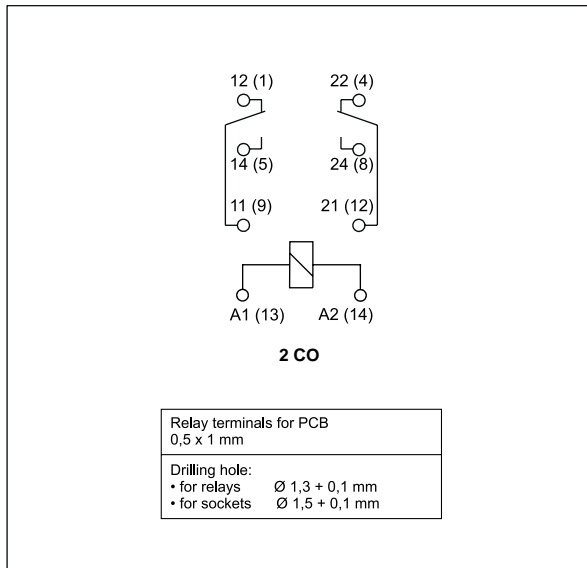 12 (1) 22 (4)
14 (5) 24 (8)
11 (9) 21 (12)
A1 (13) A2 (14)
2 CO
Relay terminals for PCB
0,5 x 1 mm
Drilling hole:
• for relays Ø 1,3 + 0,1 mm
• for sockets Ø 1,5 + 0,1 mm